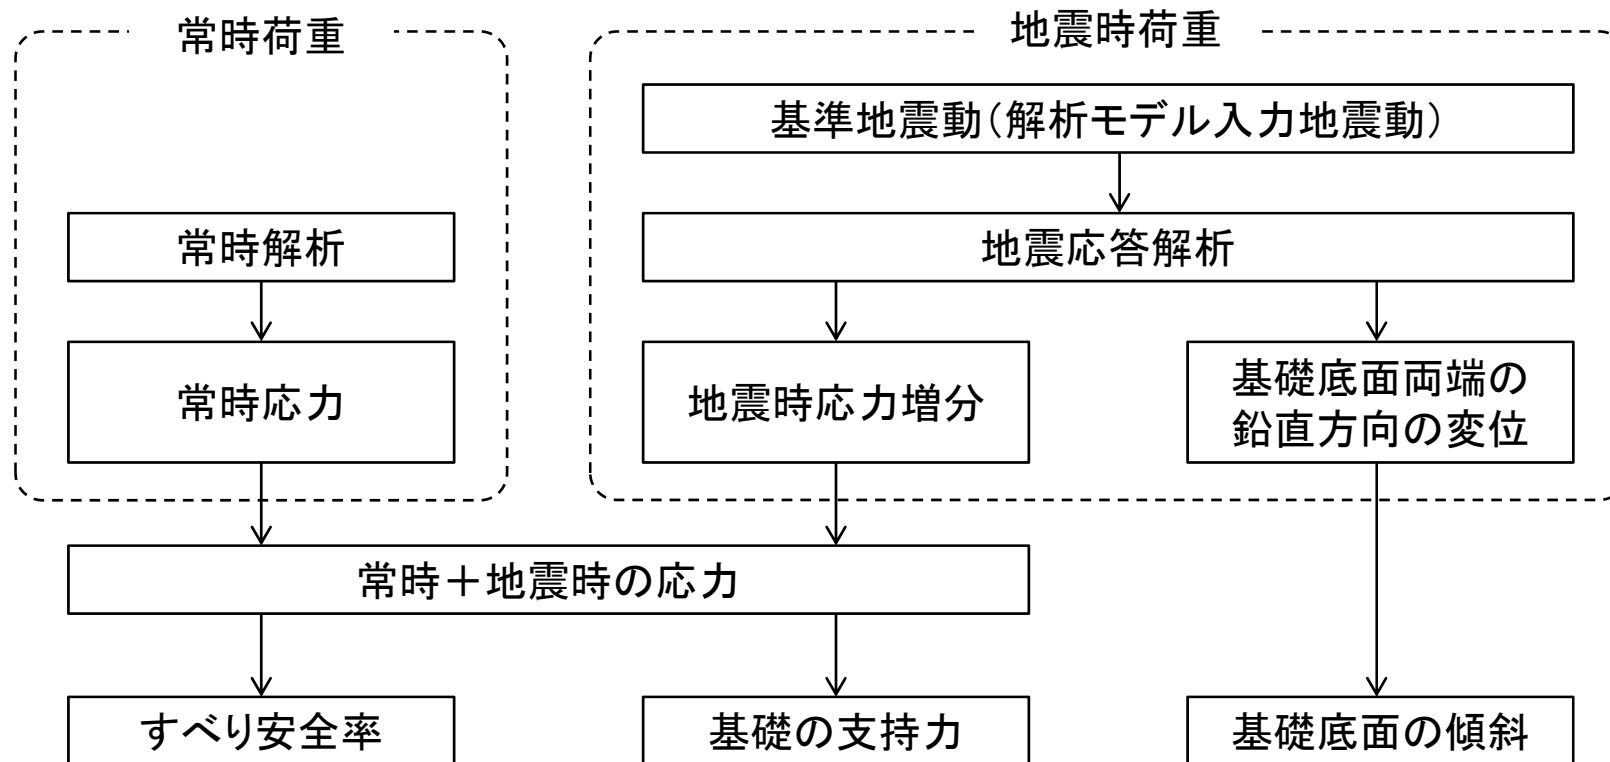 常時荷重
地震時荷重
基準地震動（解析モデル入力地震動）
常時解析
地震応答解析
常時応力
地震時応力増分
基礎底面両端の
鉛直方向の変位
常時＋地震時の応力
すべり安全率
基礎の支持力
基礎底面の傾斜